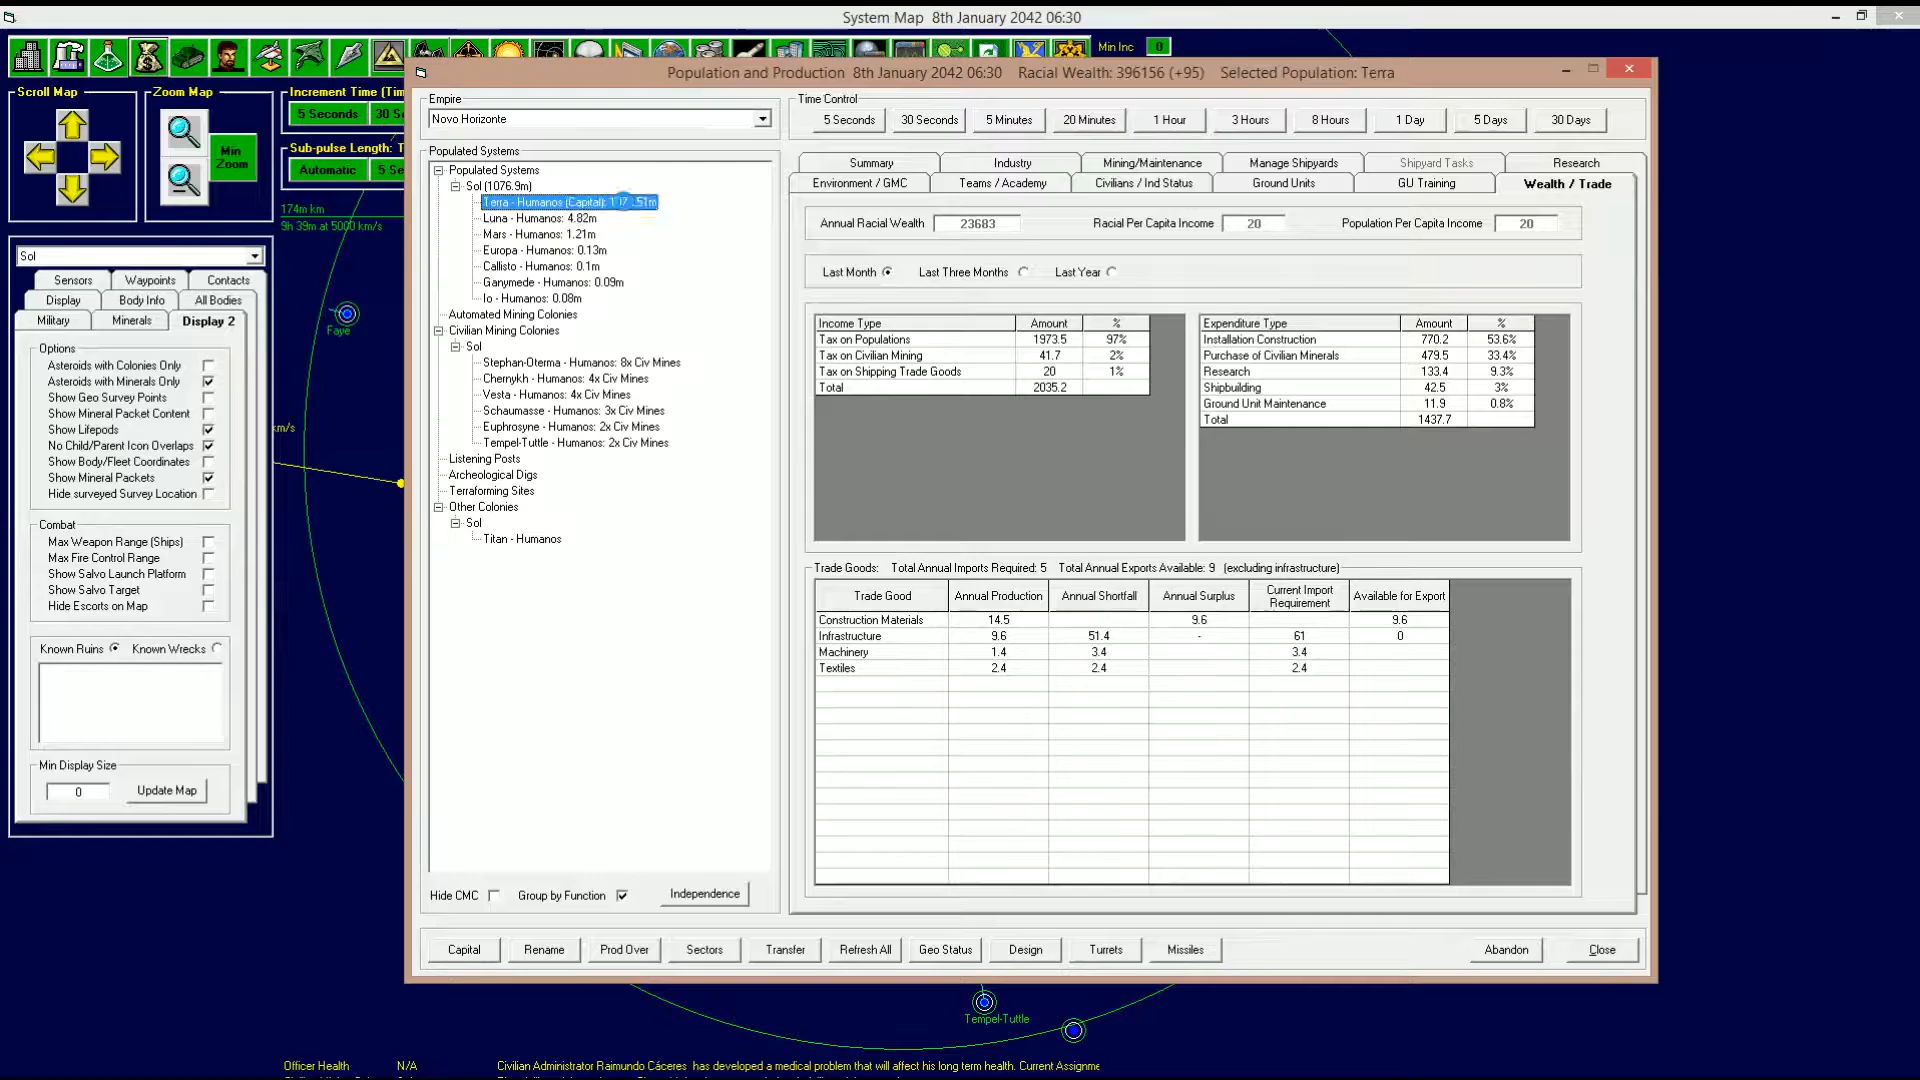 System Map  8th January 2042 06:30
Min Inc
0
Scroll Map
Zoom Map
Min
Zoom
5 Seconds
Automatic
174m km
9h 39m at 5000 km/s
Sol
Sensors
Waypoints
Contacts
Display
Body Info
All Bodies
Military
Minerals
Display 2
Options
Asteroids with Colonies Only
Asteroids with Minerals Only
Show Geo Survey Points
Show Mineral Packet Content
Show Lifepods
No Child/Parent Icon Overlaps
Show Body/Fleet Coordinates
Show Mineral Packets
Hide surveyed Survey Location
Combat
Max Weapon Range (Ships)
Max Fire Control Range
Show Salvo Launch Platform
Show Salvo Target
Hide Escorts on Map
Known Ruins
Known Wrecks
Min Display Size
0
Update Map
Faye
km/s
Population and Production  8th January 2042 06:30  Racial Wealth: 396156 (+95)  Selected Population: Terra
Empire
Novo Horizonte
Time Control
5 Seconds
30 Seconds
5 Minutes
20 Minutes
1 Hour
3 Hours
8 Hours
1 Day
5 Days
30 Days
Populated Systems
Populated Systems
Sol (1076.9m)
Terra - Humanos (Capital):
Luna - Humanos: 4.82m
Mars - Humanos: 1.21m
Europa - Humanos: 0.13m
Callisto - Humanos: 0.1m
Ganymede - Humanos: 0.09m
Io - Humanos: 0.08m
Automated Mining Colonies
Civilian Mining Colonies
Sol
Stephan-Oterma - Humanos: 8x Civ Mines
Chernykh - Humanos: 4x Civ Mines
Vesta - Humanos: 4x Civ Mines
Schaumasse - Humanos: 3x Civ Mines
Euphrosyne - Humanos: 2x Civ Mines
Tempel-Tuttle - Humanos: 2x Civ Mines
Listening Posts
Archeological Digs
Terraforming Sites
Other Colonies
Sol
Titan - Humanos
Hide CMC
Group by Function
Independence
Summary
Industry
Mining/Maintenance
Manage Shipyards
Shipyard Tasks
Research
Environment / GMC
Teams / Academy
Civilians / Ind Status
Ground Units
GU Training
Wealth / Trade
Annual Racial Wealth 23683 Racial Per Capita Income 20 Population Per Capita Income 20
Last Month
Last Three Months
Last Year
Income Type Amount %
Tax on Populations 1973.5 97%
Tax on Civilian Mining 41.7 2%
Tax on Shipping Trade Goods 20 1%
Total 2035.2
Expenditure Type Amount %
Installation Construction 770.2 53.6%
Purchase of Civilian Minerals 479.5 33.4%
Research 133.4 9.3%
Shipbuilding 42.5 3%
Ground Unit Maintenance 11.9 0.8%
Total 1437.7
Trade Goods:  Total Annual Imports Required: 5  Total Annual Exports Available: 9  (excluding infrastructure)
Trade Good Annual Production Annual Shortfall Annual Surplus Current Import Requirement Available for Export
Construction Materials 14.5 9.6 9.6
Infrastructure 9.6 51.4 - 61 0
Machinery 1.4 3.4 3.4
Textiles 2.4 2.4 2.4
Capital
Rename
Prod Over
Sectors
Transfer
Refresh All
Geo Status
Design
Turrets
Missiles
Abandon
Close
Tempel-Tuttle
Officer Health N/A Civilian Administrator Raimundo Cáceres has developed a medical problem that will affect his long term health. Current Assignme